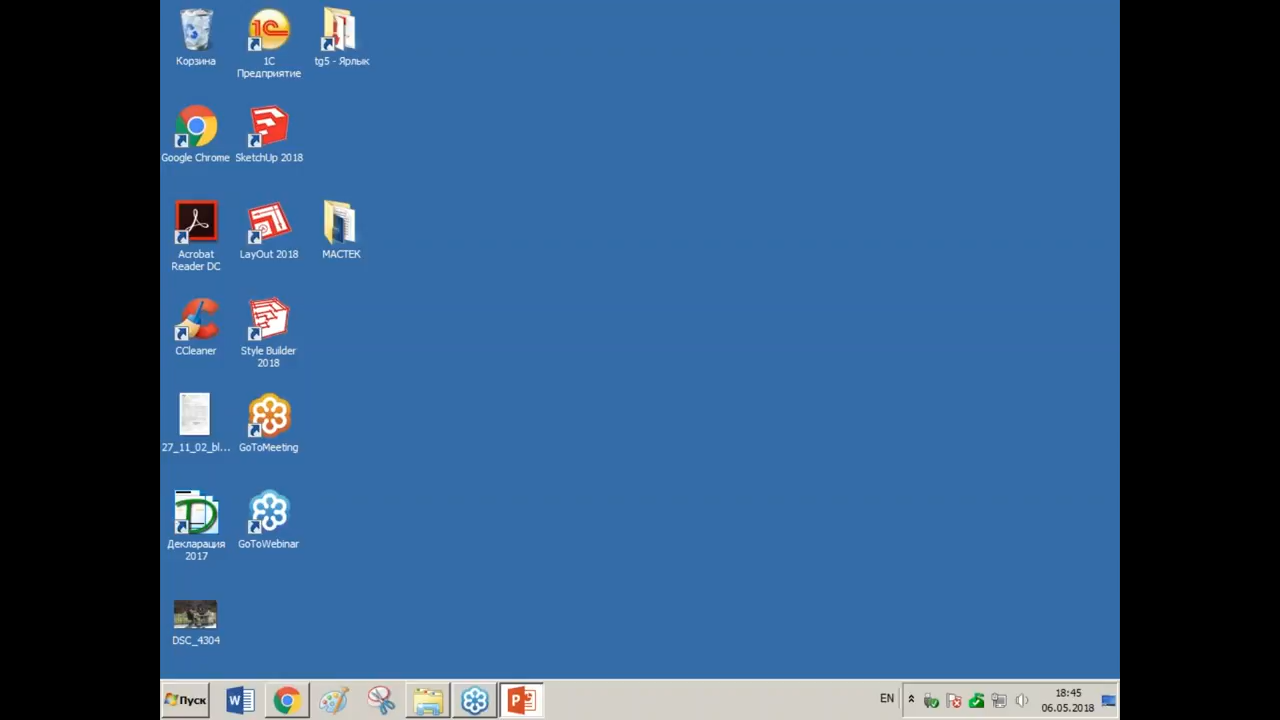 Корзина
1C
Предприятие
tg5 - Ярлык
Google Chrome
SketchUp 2018
Acrobat
Reader DC
LayOut 2018
МАСТЕК
CCleaner
Style Builder
2018
27_11_02_bl...
GoToMeeting
Декларация
2017
GoToWebinar
DSC_4304
Пуск
EN
18:45
06.05.2018